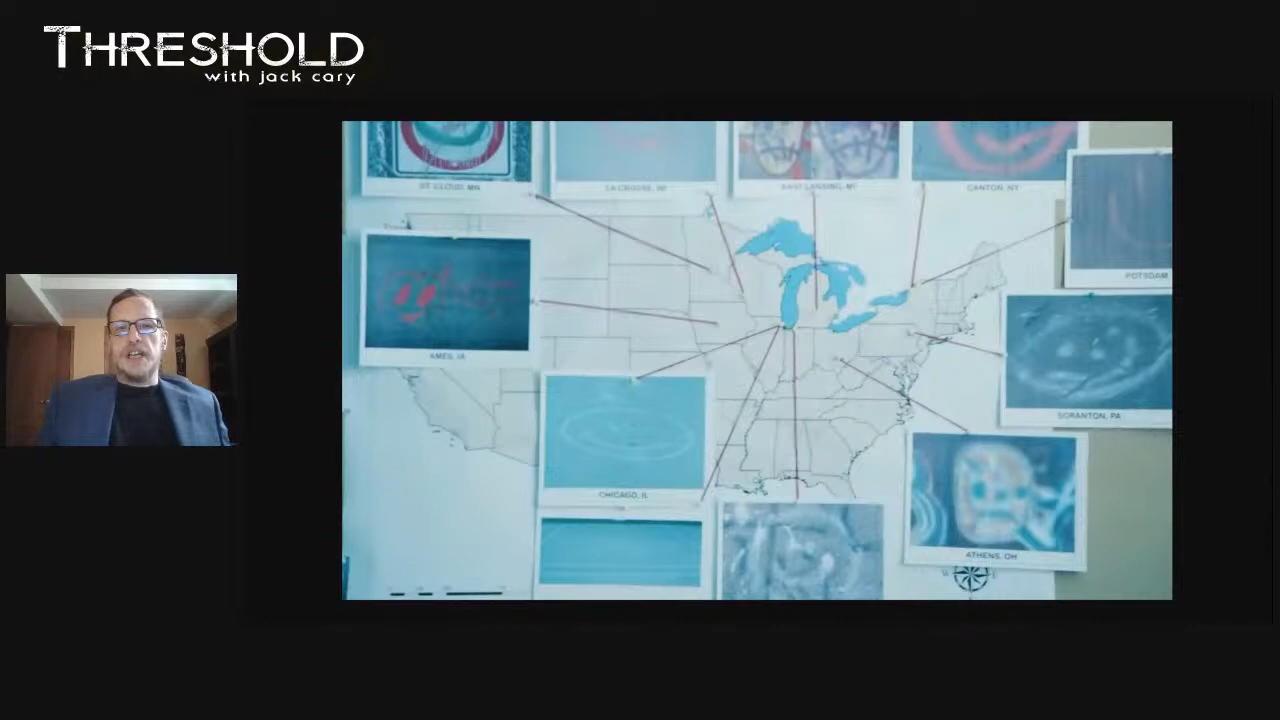 THRESHOLD
with jack cary
ST. CLOUD, MN
LA CROSSE, WI
EAST LANSING, MI
CANTON, NY
POTSDAM
AMES, IA
SCRANTON, PA
CHICAGO, IL
ATHENS, OH
W
E